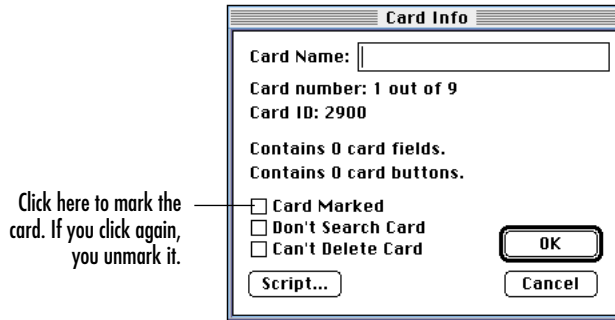 Card Info
Card Name:
Card number: 1 out of 9
Card ID: 2900
Contains 0 card fields.
Contains 0 card buttons.
Click here to mark the
card. If you click again,
you unmark it.
Card Marked
Don't Search Card
Can't Delete Card
OK
Script...
Cancel